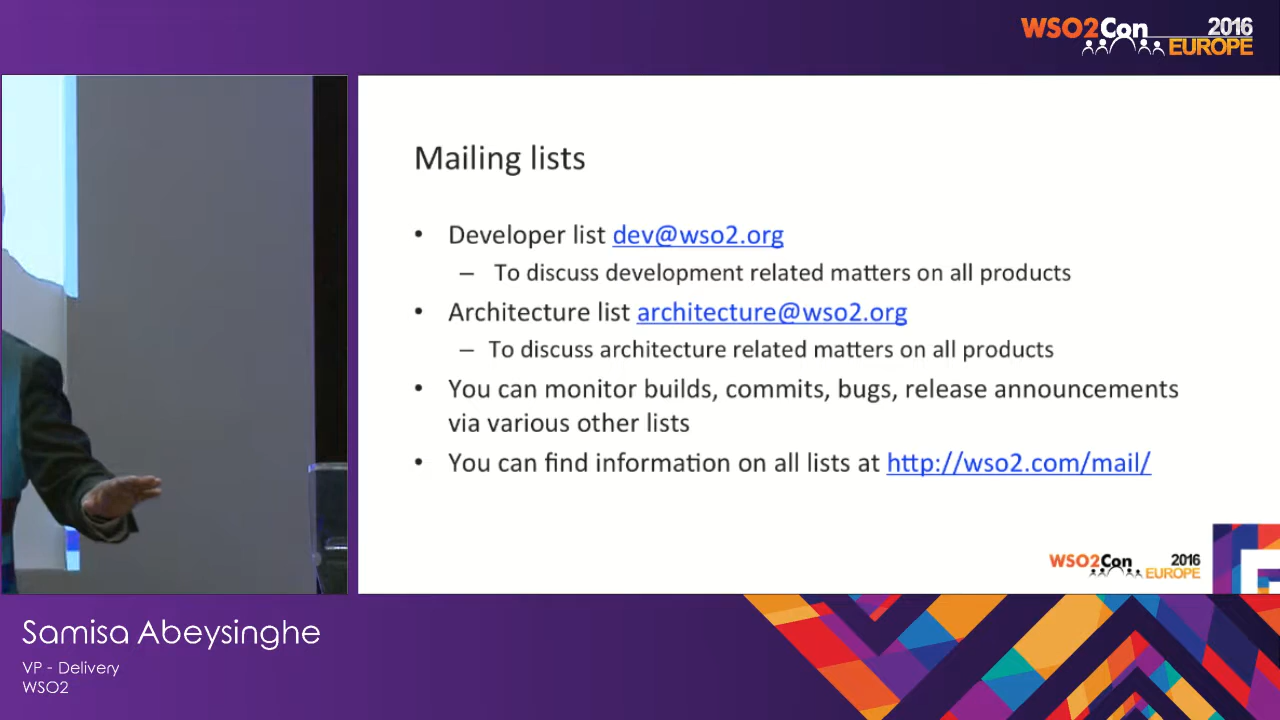 WSO2Con 2016
EUROPE
Mailing lists
• Developer list dev@wso2.org
– To discuss development related matters on all products
• Architecture list architecture@wso2.org
– To discuss architecture related matters on all products
• You can monitor builds, commits, bugs, release announcements
via various other lists
• You can find information on all lists at http://wso2.com/mail/
WSO2Con 2016
EUROPE
Samisa Abeysinghe
VP - Delivery
WSO2